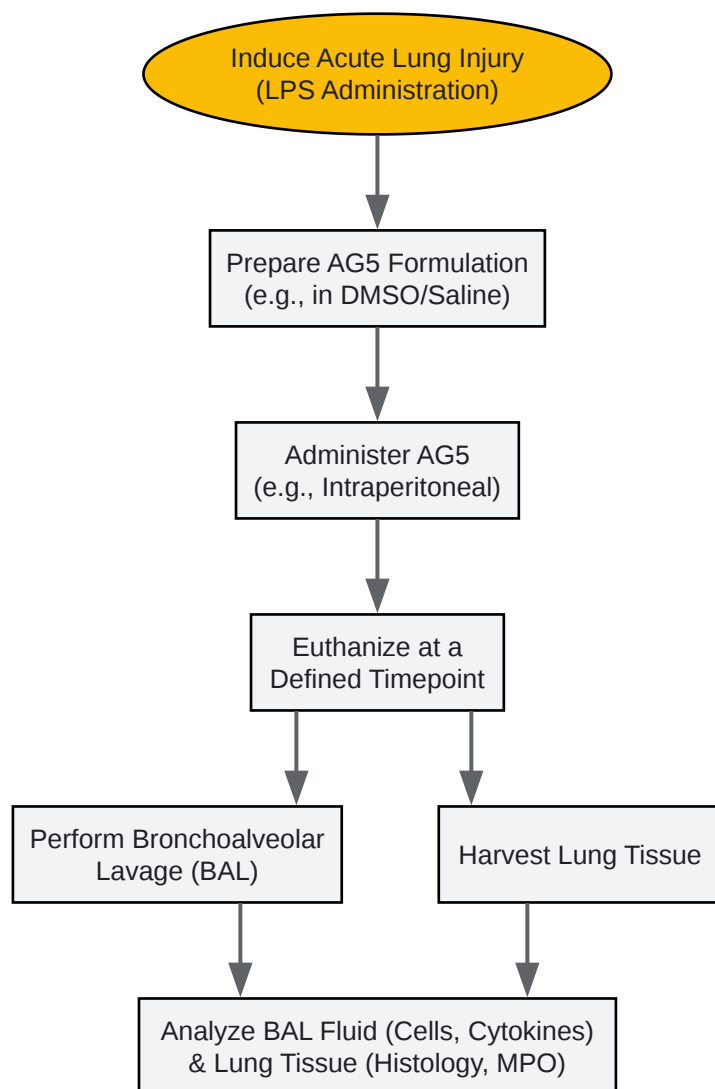 Induce Acute Lung Injury
(LPS Administration)
Prepare AG5 Formulation
(e.g., in DMSO/Saline)
Administer AG5
(e.g., Intraperitoneal)
Euthanize at a
Defined Timepoint
Perform Bronchoalveolar
Lavage (BAL)
Harvest Lung Tissue
Analyze BAL Fluid (Cells, Cytokines)
& Lung Tissue (Histology, MPO)